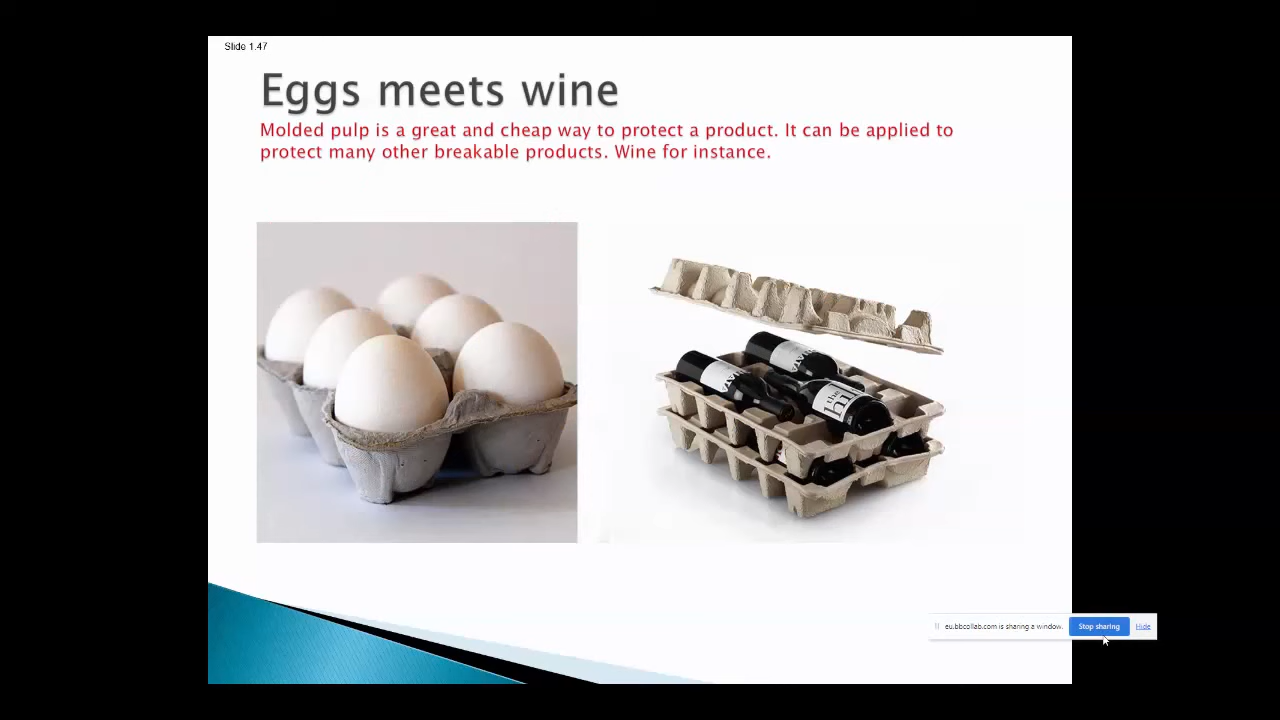 Slide 1.47
Eggs meets wine
Molded pulp is a great and cheap way to protect a product. It can be applied to
protect many other breakable products. Wine for instance.
the
eu.bbcollab.com is sharing a window.
Stop sharing
Hide